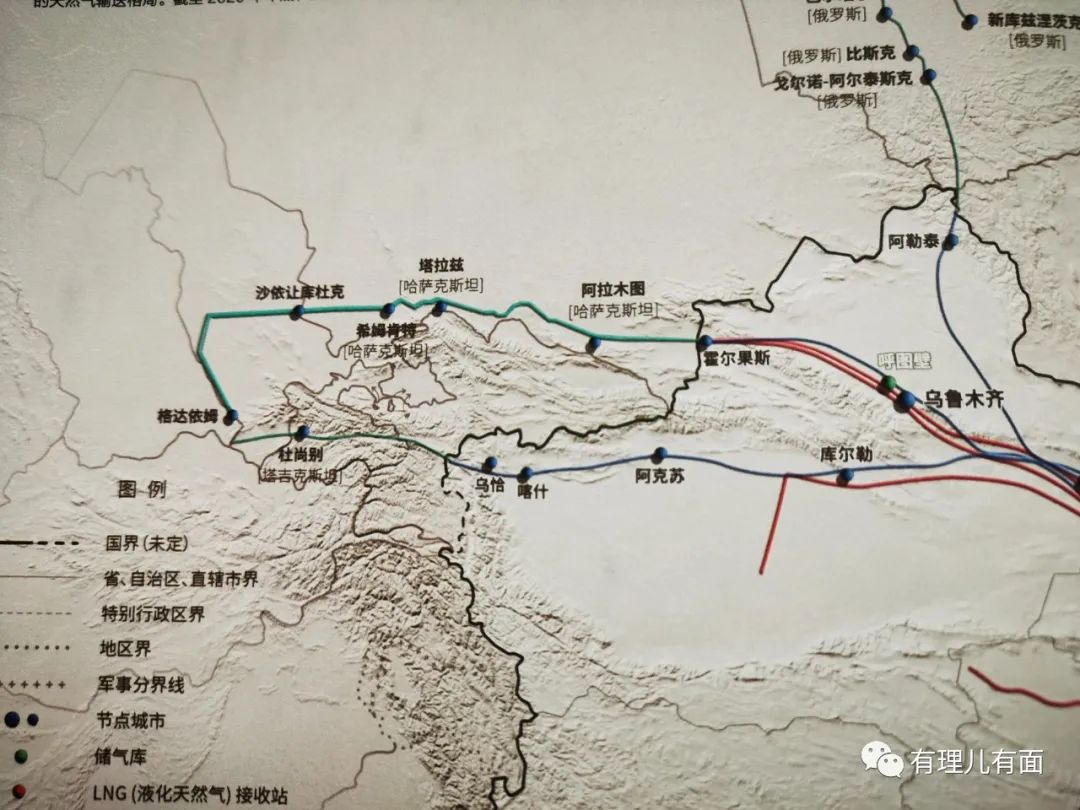 [俄罗斯]
新库兹涅茨克
[俄罗斯]
[俄罗斯] 比斯克
戈尔诺-阿尔泰斯克
[俄罗斯]
阿勒泰
塔拉兹
[哈萨克斯坦]
沙依让库杜克
阿拉木图
[哈萨克斯坦]
希姆肯特
[哈萨克斯坦]
霍尔果斯
呼图壁
乌鲁木齐
格达依姆
杜尚别
[塔吉克斯坦]
库尔勒
阿克苏
乌恰
喀什
图 例
国界 (未定)
省、自治区、直辖市界
特别行政区界
地区界
军事分界线
节点城市
储气库
LNG (液化天然气) 接收站
有理儿有面